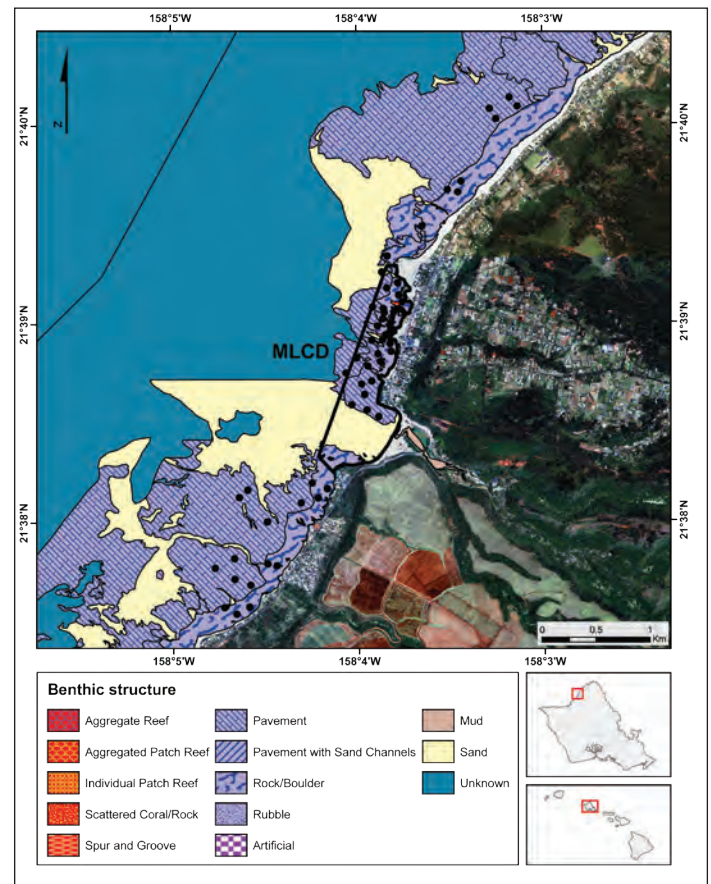 158°5'W 158°4'W 158°3'W
N
21°40'N 21°40'N
21°39'N 21°39'N
MLCD
21°38'N 21°38'N
0 0.5 1
Km
158°5'W 158°4'W 158°3'W
Benthic structure
Aggregate Reef Pavement Mud
Aggregated Patch Reef Pavement with Sand Channels Sand
Individual Patch Reef Rock/Boulder Unknown
Scattered Coral/Rock Rubble
Spur and Groove Artificial